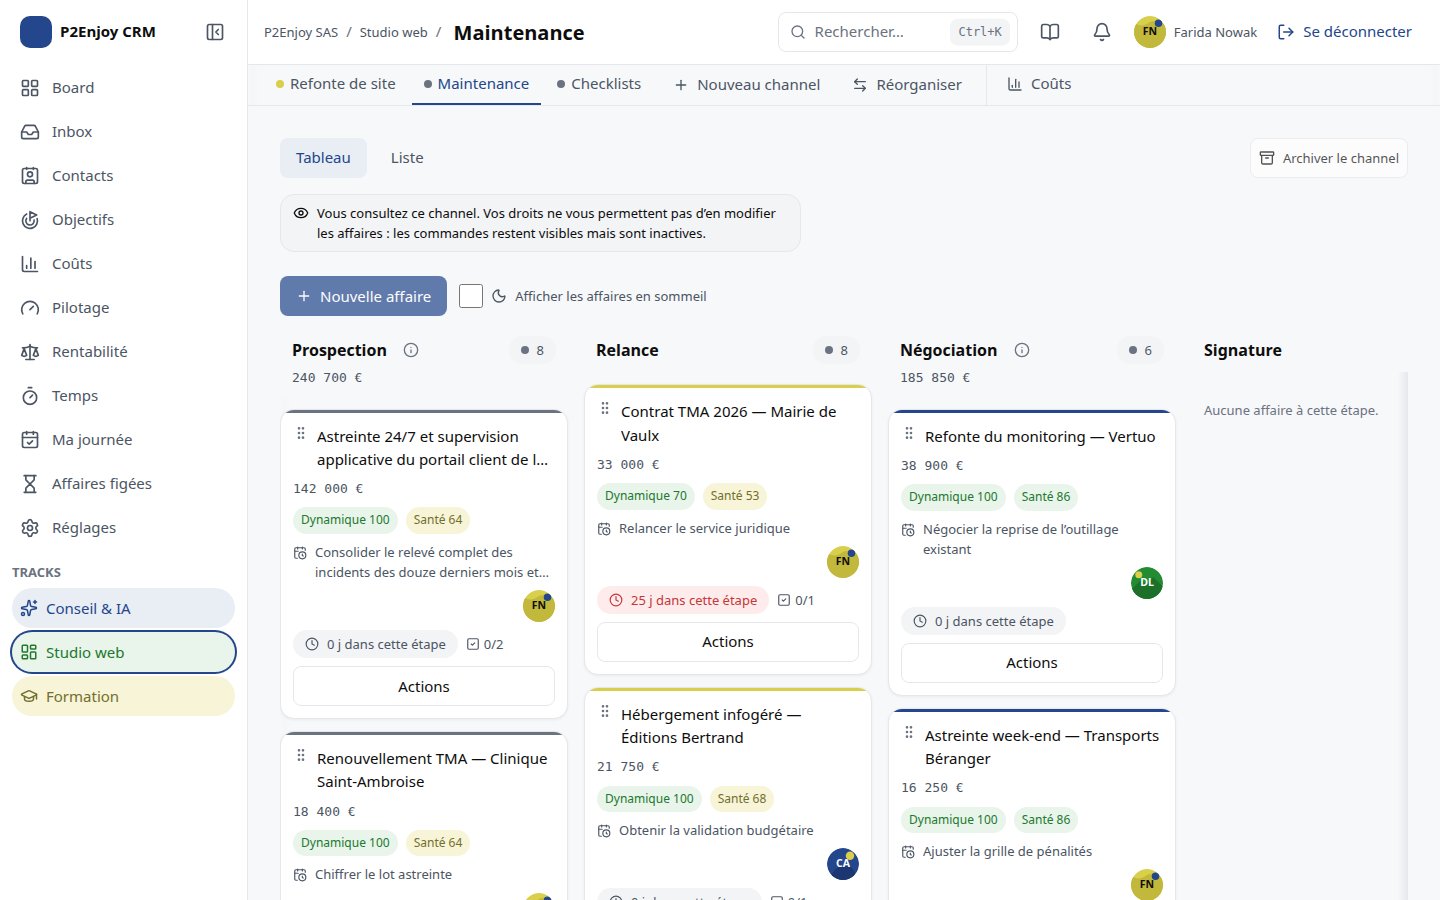 P2Enjoy CRM
Board
Inbox
Contacts
Objectifs
Coûts
Pilotage
Rentabilité
Temps
Ma journée
Affaires figées
Réglages
TRACKS
Conseil & IA
Studio web
Formation
P2Enjoy SAS / Studio web / Maintenance
Rechercher... Ctrl+K
FN Farida Nowak
Se déconnecter
Refonte de site
Maintenance
Checklists
Nouveau channel
Réorganiser
Coûts
Tableau
Liste
Archiver le channel
Vous consultez ce channel. Vos droits ne vous permettent pas d'en modifier
les affaires : les commandes restent visibles mais sont inactives.
Nouvelle affaire
Afficher les affaires en sommeil
Prospection 8
240 700 €
Astreinte 24/7 et supervision
applicative du portail client de l...
142 000 €
Dynamique 100 Santé 64
Consolider le relevé complet des
incidents des douze derniers mois et...
FN
0 j dans cette étape 0/2
Actions
Renouvellement TMA — Clinique
Saint-Ambroise
18 400 €
Dynamique 100 Santé 64
Chiffrer le lot astreinte
Relance 8
Contrat TMA 2026 — Mairie de
Vaulx
33 000 €
Dynamique 70 Santé 53
Relancer le service juridique
FN
25 j dans cette étape 0/1
Actions
Hébergement infogéré —
Éditions Bertrand
21 750 €
Dynamique 100 Santé 68
Obtenir la validation budgétaire
CA
Négociation 6
185 850 €
Refonte du monitoring — Vertuo
38 900 €
Dynamique 100 Santé 86
Négocier la reprise de l'outillage
existant
DL
0 j dans cette étape
Actions
Astreinte week-end — Transports
Béranger
16 250 €
Dynamique 100 Santé 86
Ajuster la grille de pénalités
FN
Signature
Aucune affaire à cette étape.